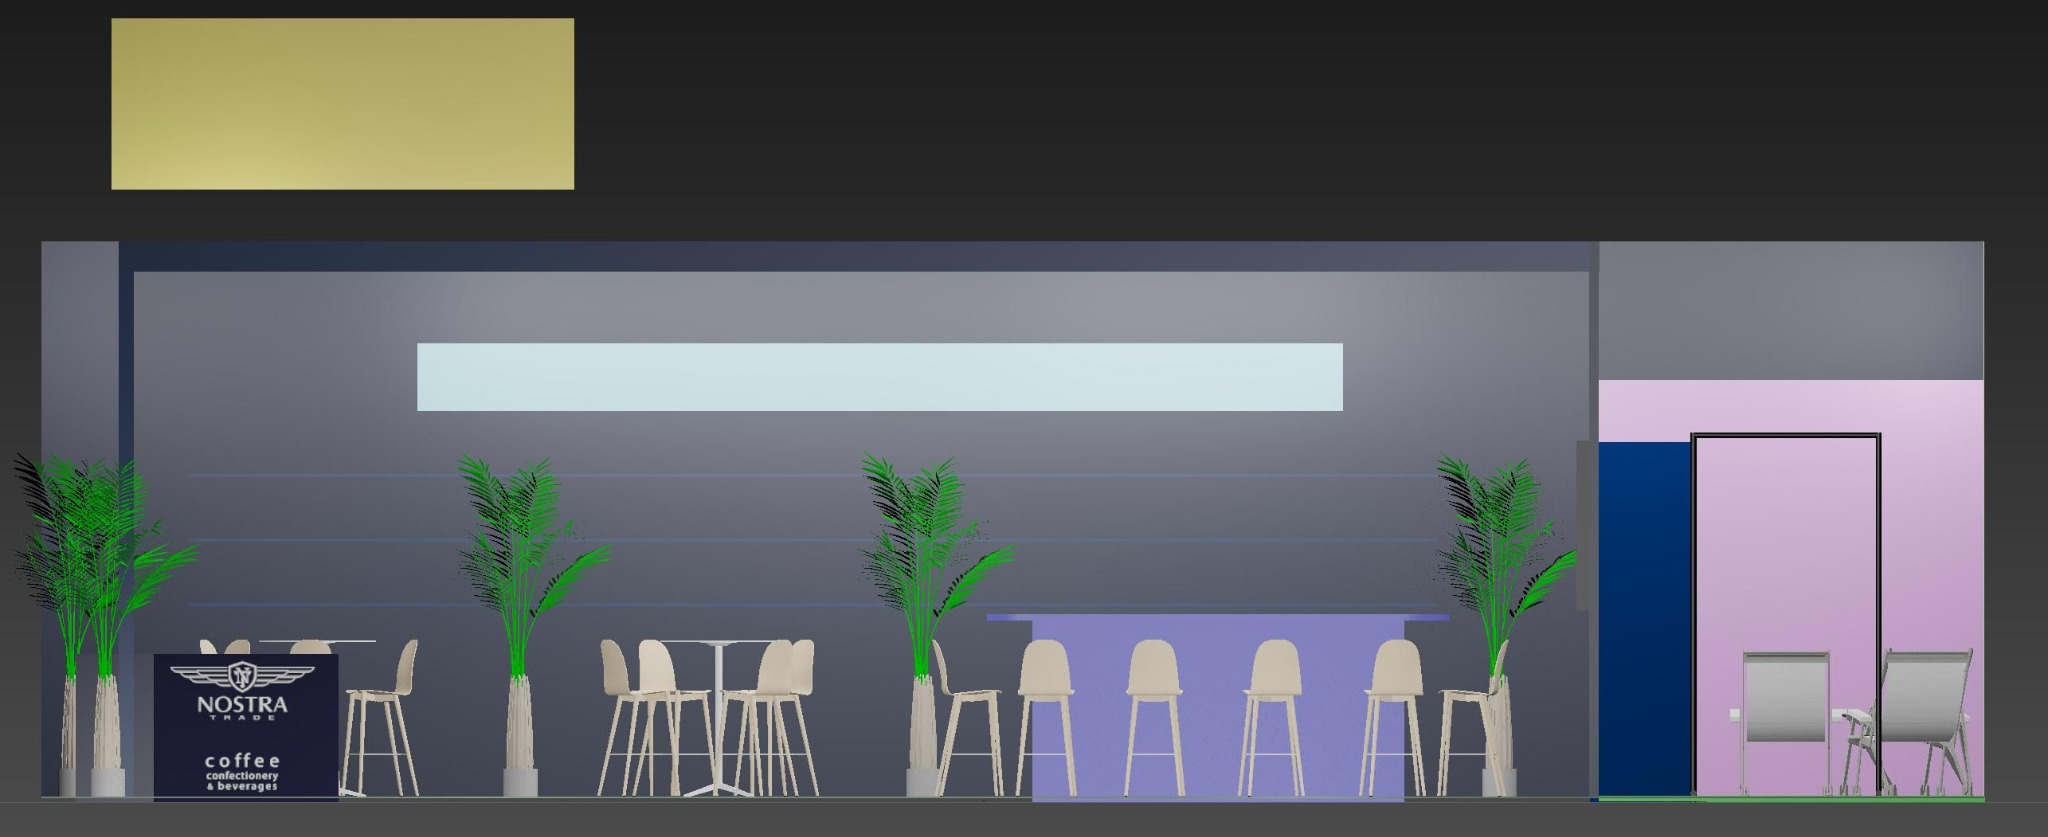 N
NOSTRA
TRADE
coffee
confectionery
& beverages